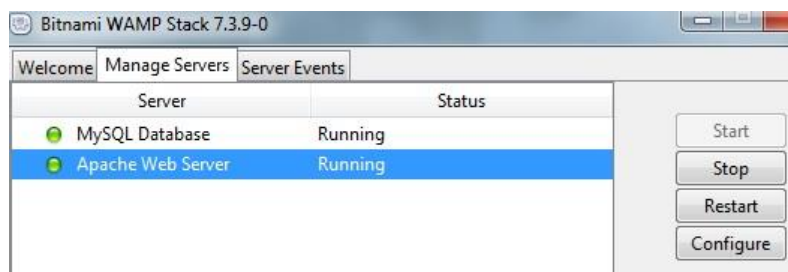 Bitnami WAMP Stack 7.3.9-0
Welcome Manage Servers Server Events
Server Status
MySQL Database Running
Apache Web Server Running
Start
Stop
Restart
Configure